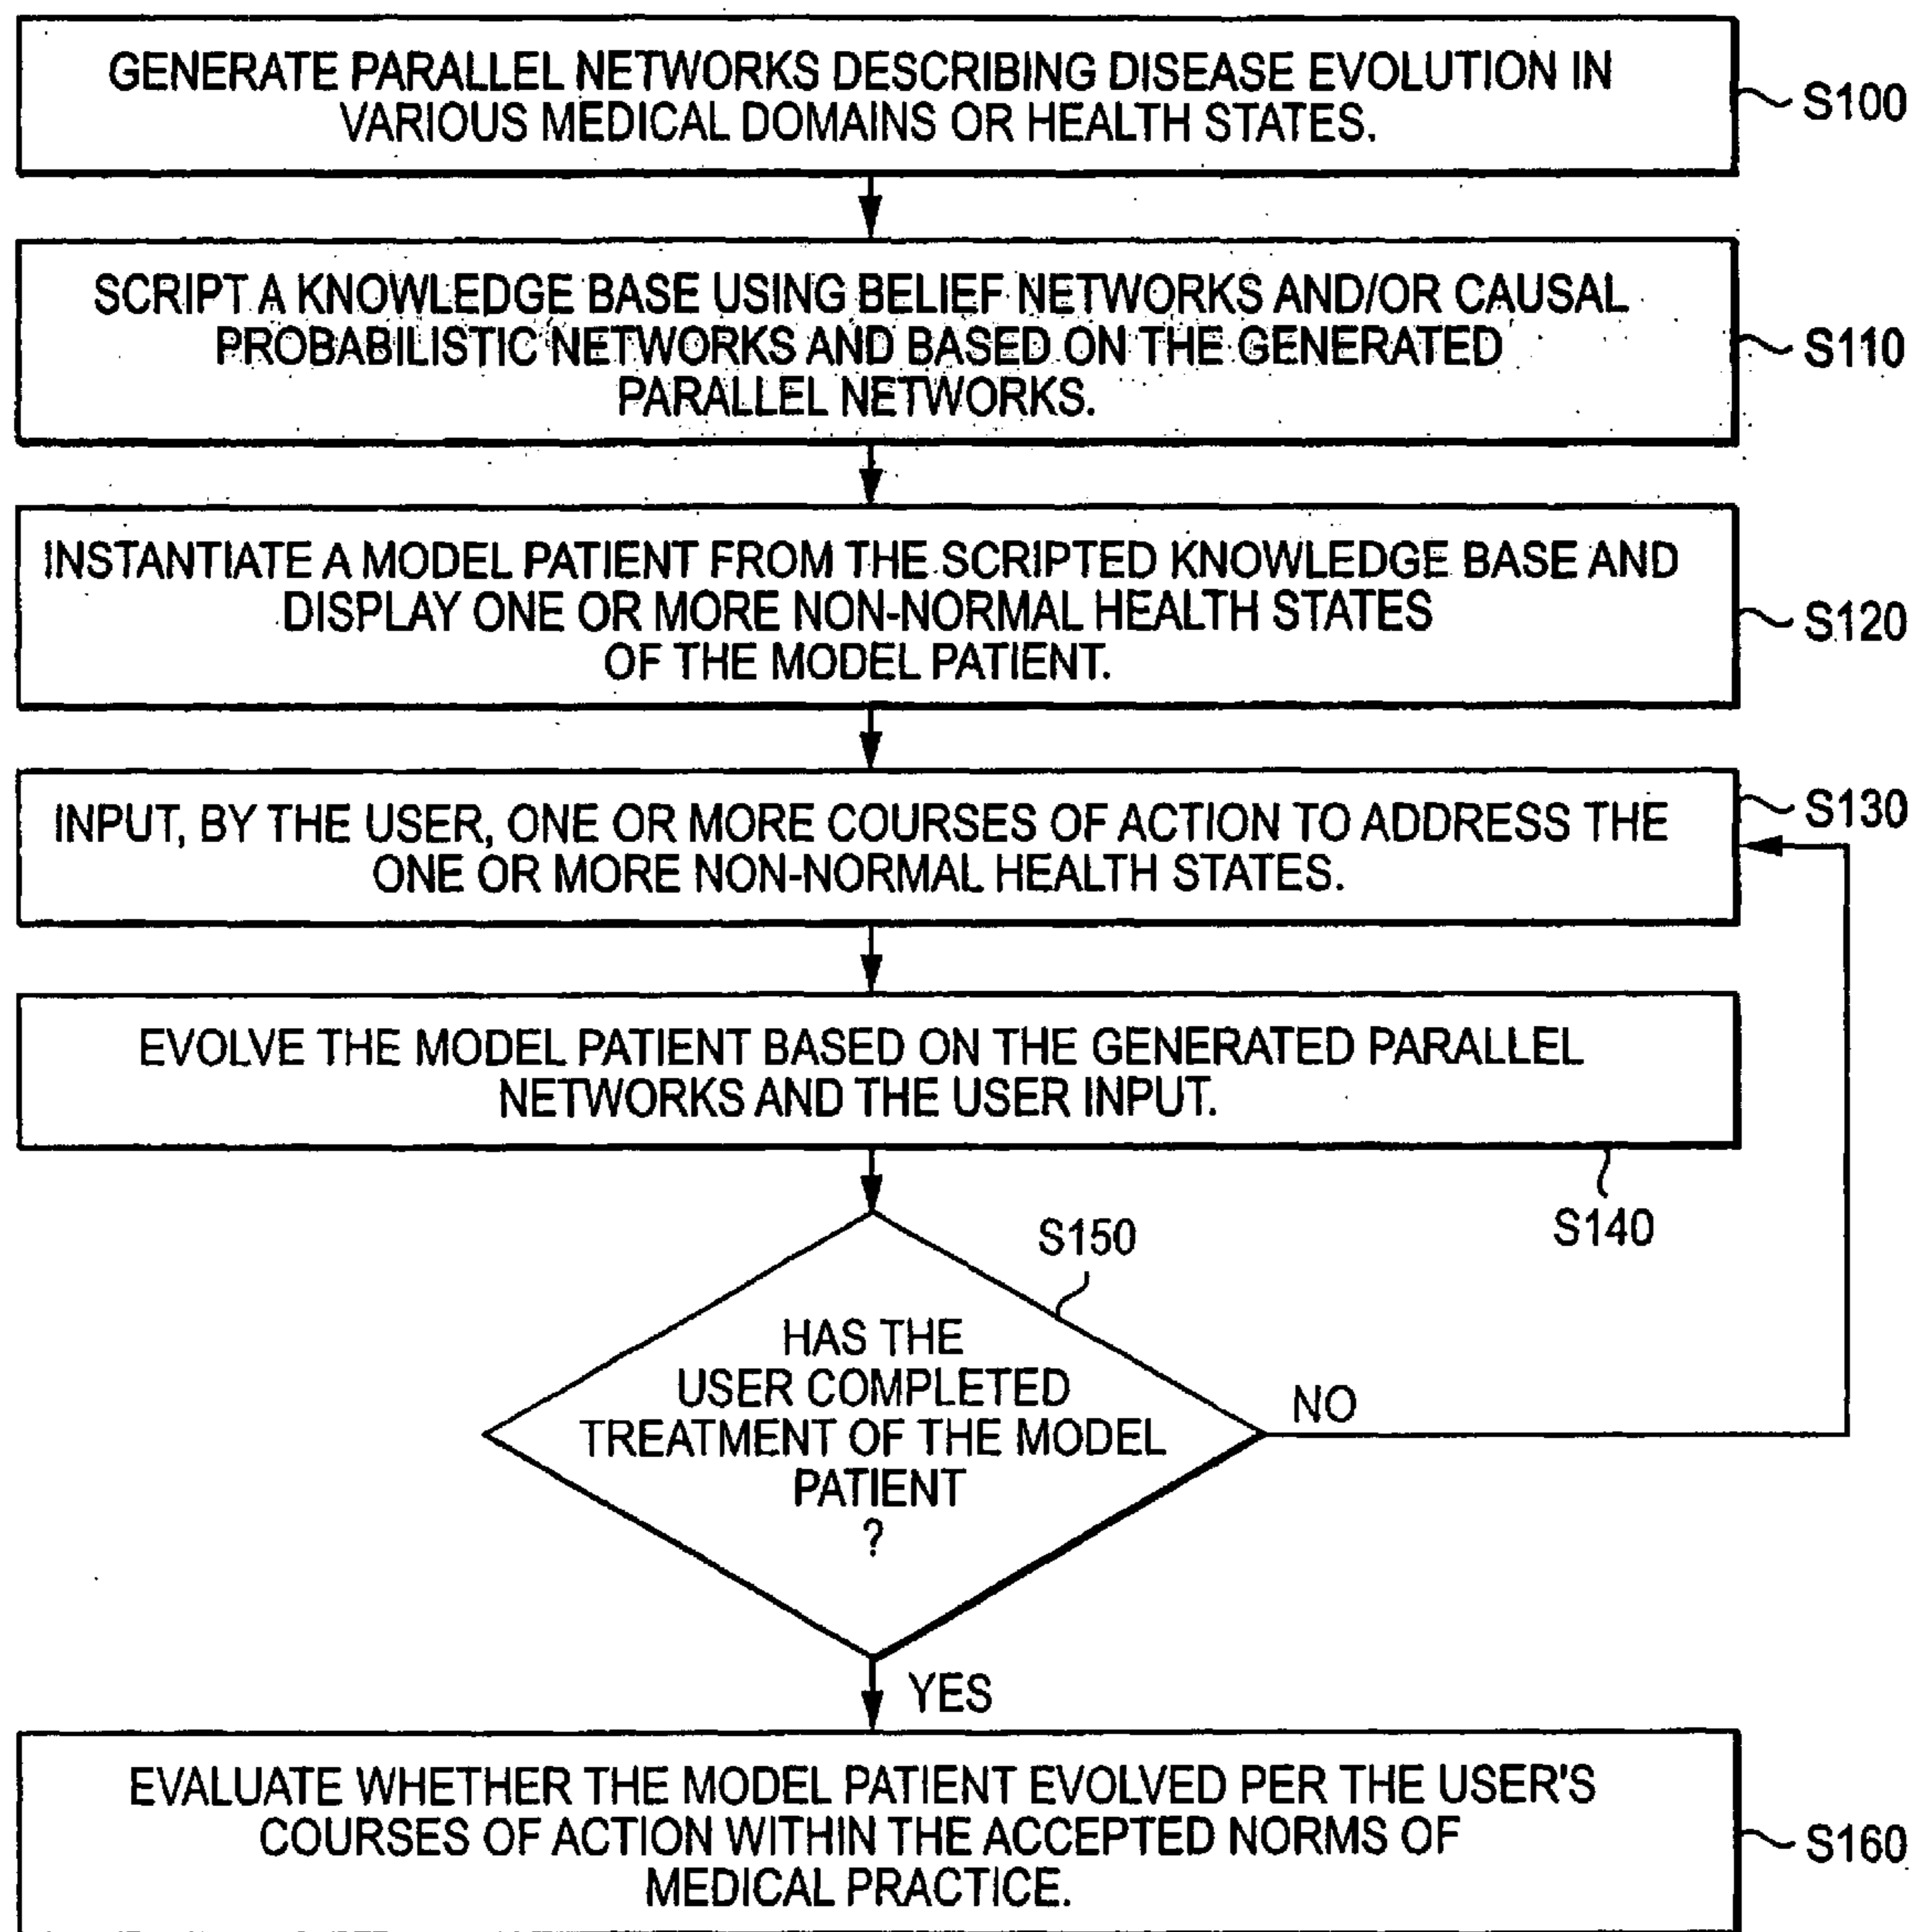 GENERATE PARALLEL NETWORKS DESCRIBING DISEASE EVOLUTION IN
VARIOUS MEDICAL DOMAINS OR HEALTH STATES.
S100
SCRIPT A KNOWLEDGE BASE USING BELIEF NETWORKS AND/OR CAUSAL
PROBABILISTIC NETWORKS AND BASED ON THE GENERATED
PARALLEL NETWORKS.
S110
INSTANTIATE A MODEL PATIENT FROM THE SCRIPTED KNOWLEDGE BASE AND
DISPLAY ONE OR MORE NON-NORMAL HEALTH STATES
OF THE MODEL PATIENT.
S120
INPUT, BY THE USER, ONE OR MORE COURSES OF ACTION TO ADDRESS THE
ONE OR MORE NON-NORMAL HEALTH STATES.
S130
EVOLVE THE MODEL PATIENT BASED ON THE GENERATED PARALLEL
NETWORKS AND THE USER INPUT.
S140
S150
HAS THE
USER COMPLETED
TREATMENT OF THE MODEL
PATIENT
?
NO
YES
EVALUATE WHETHER THE MODEL PATIENT EVOLVED PER THE USER'S
COURSES OF ACTION WITHIN THE ACCEPTED NORMS OF
MEDICAL PRACTICE.
S160